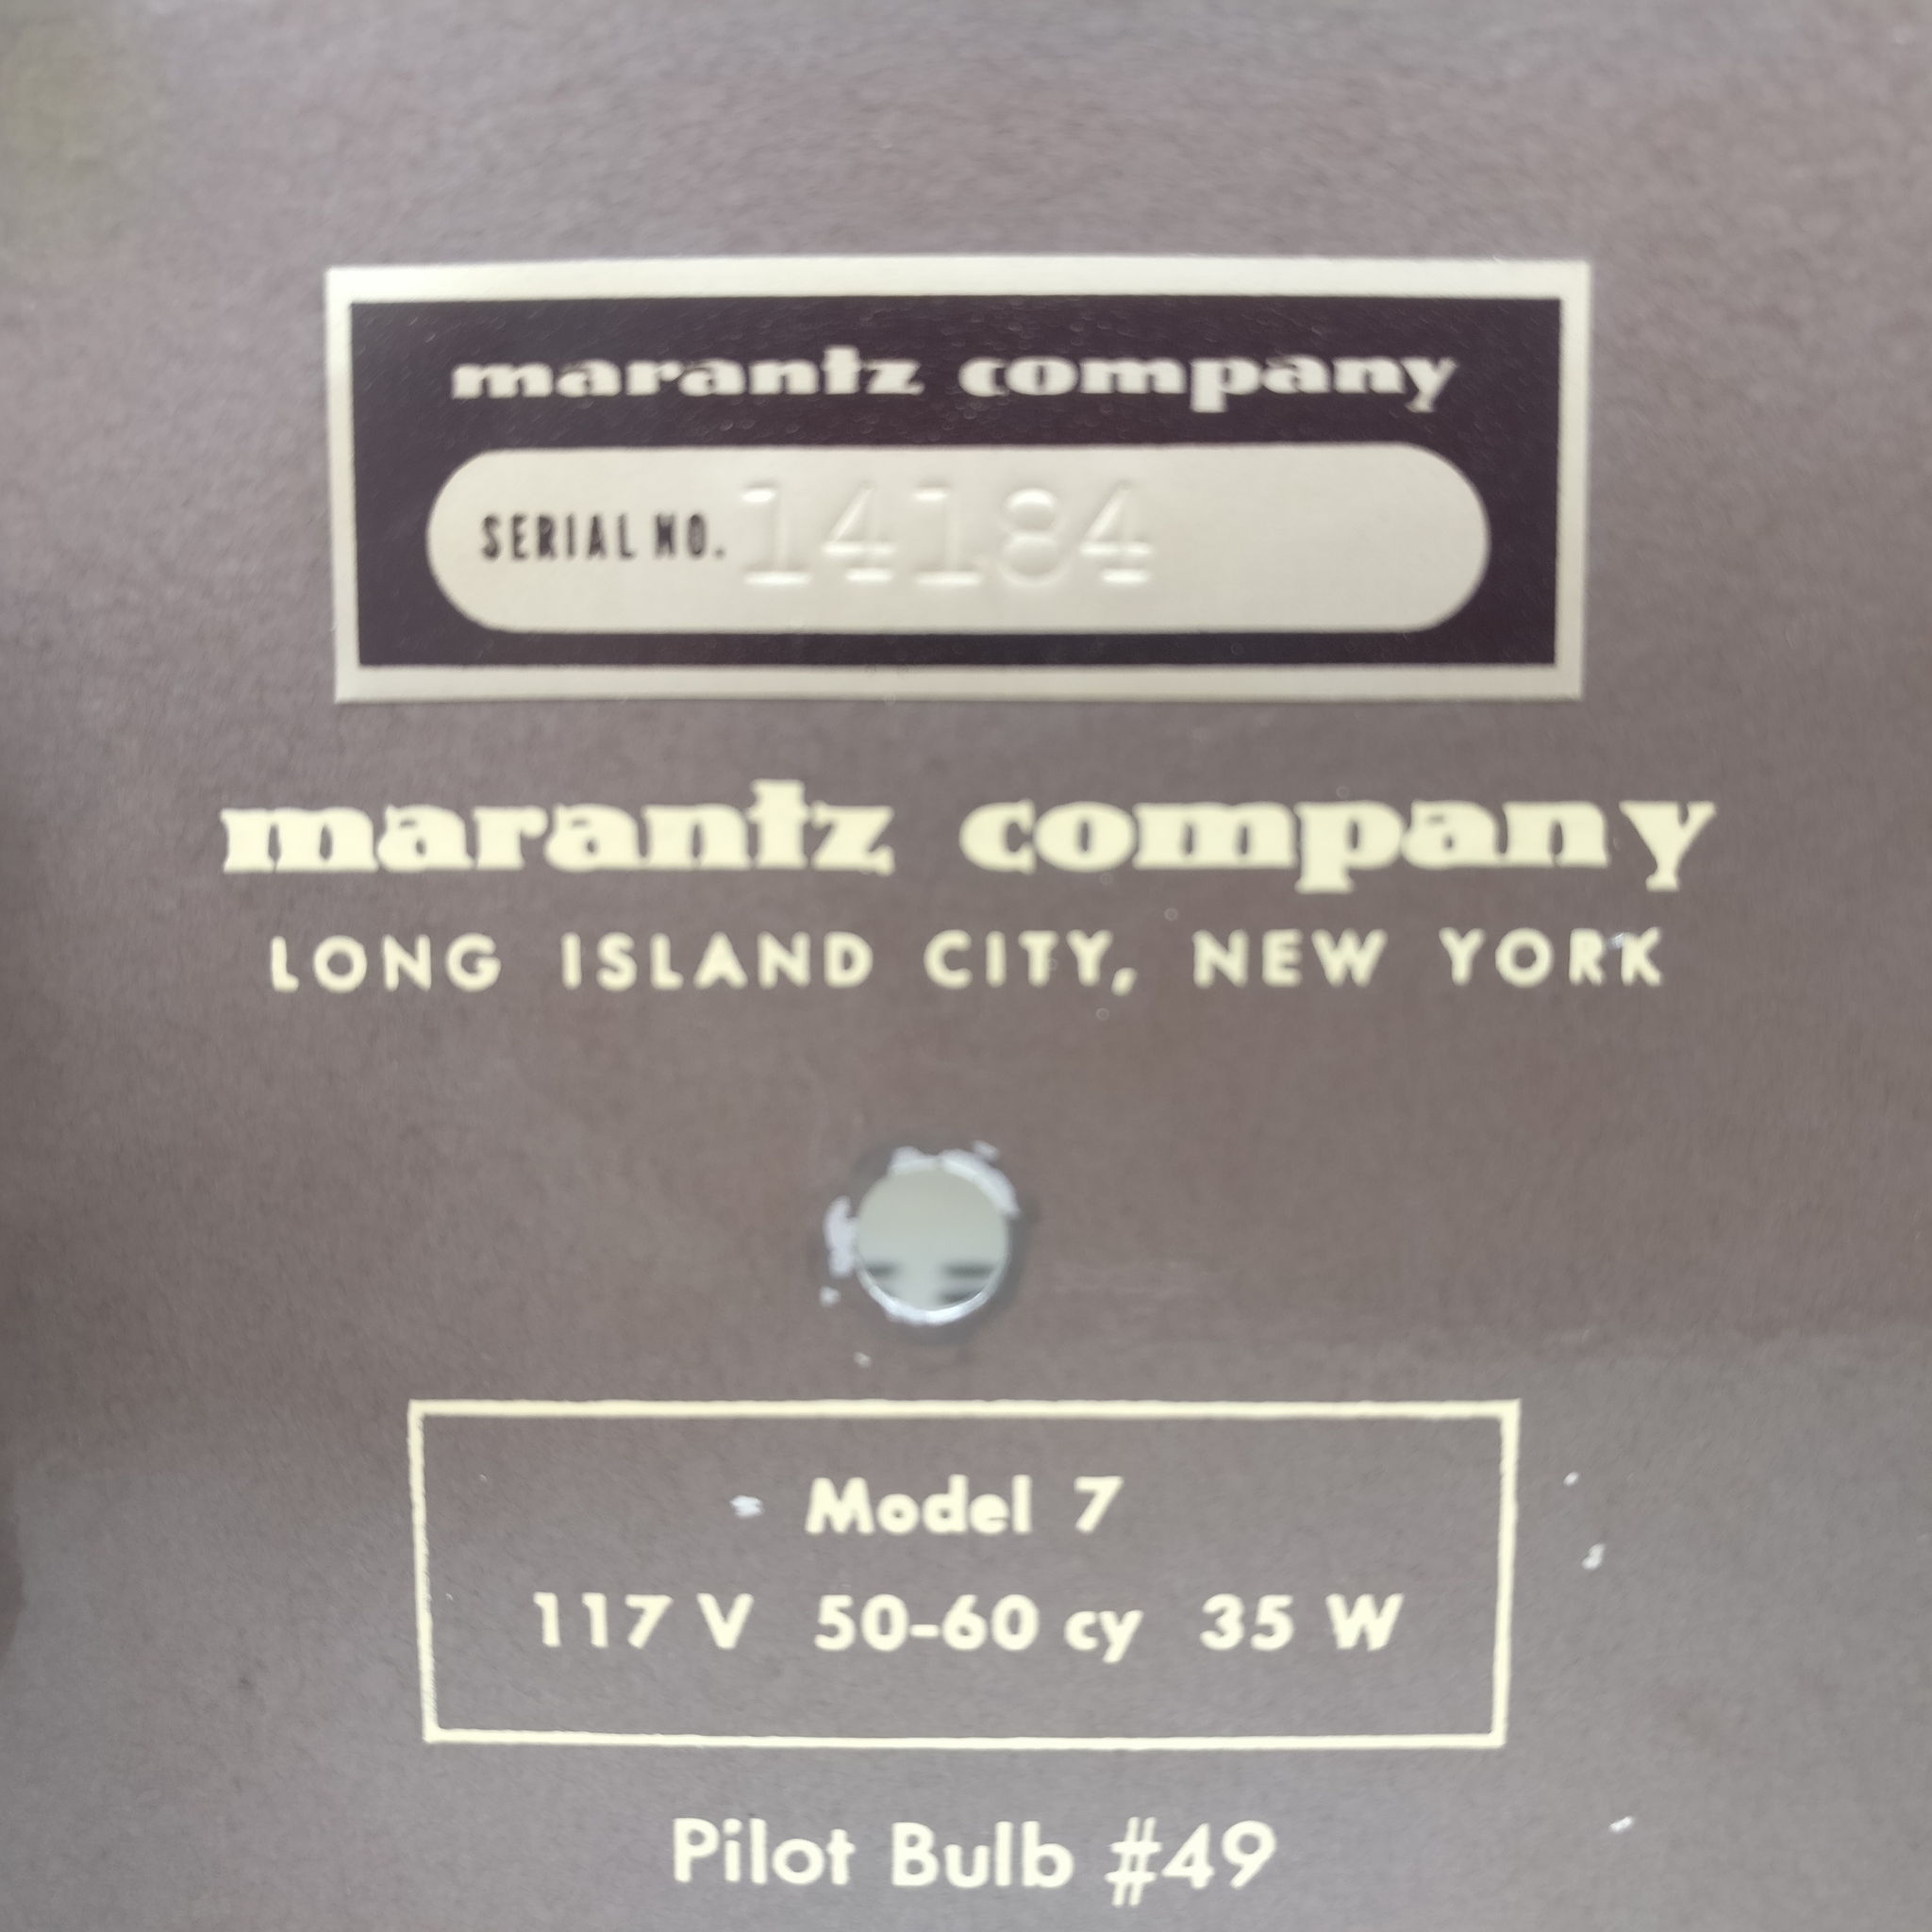 marantz company
SERIAL NO. 14184
marantz company
LONG ISLAND CITY, NEW YORK
Model 7
117 V 50-60 cy 35 W
Pilot Bulb #49